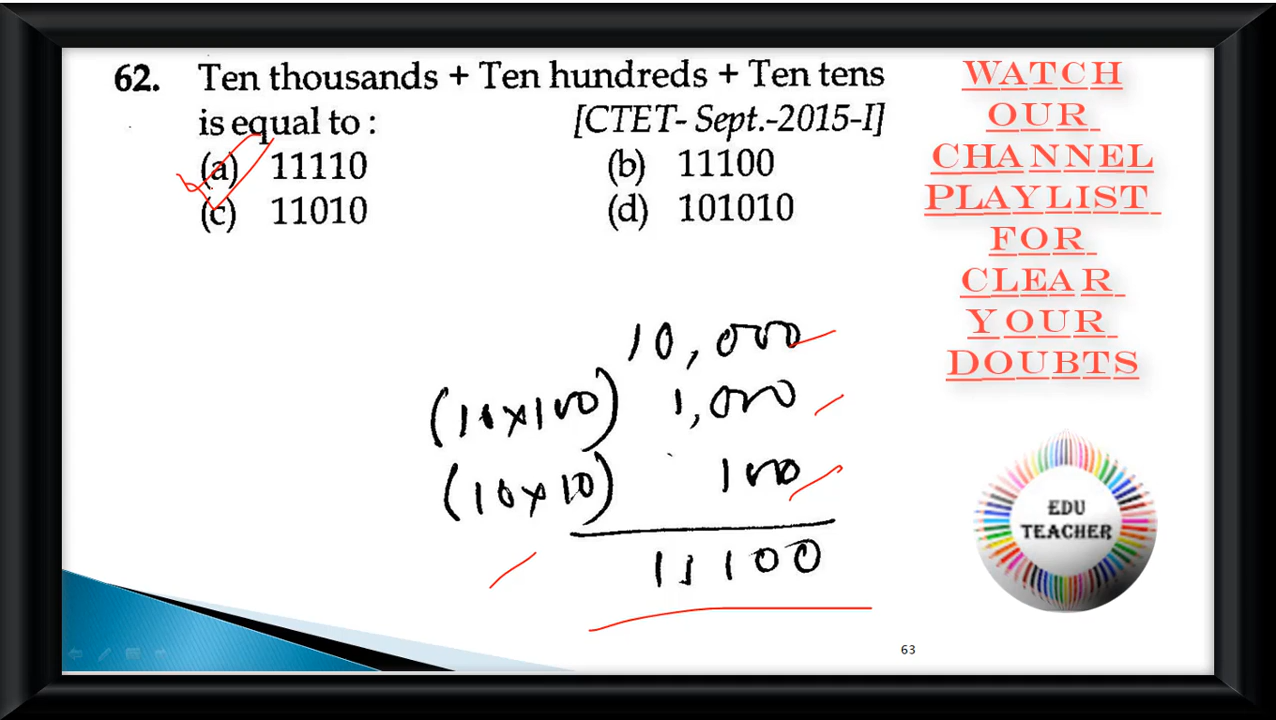 62. Ten thousands + Ten hundreds + Ten tens
is equal to : [CTET- Sept.-2015-I]
(a) 11110 (b) 11100
(c) 11010 (d) 101010
10,000
(10×100) 1,000
(10×10) 100
11100
WATCH
OUR
CHANNEL
PLAYLIST
FOR
CLEAR
YOUR
DOUBTS
EDU
TEACHER
63